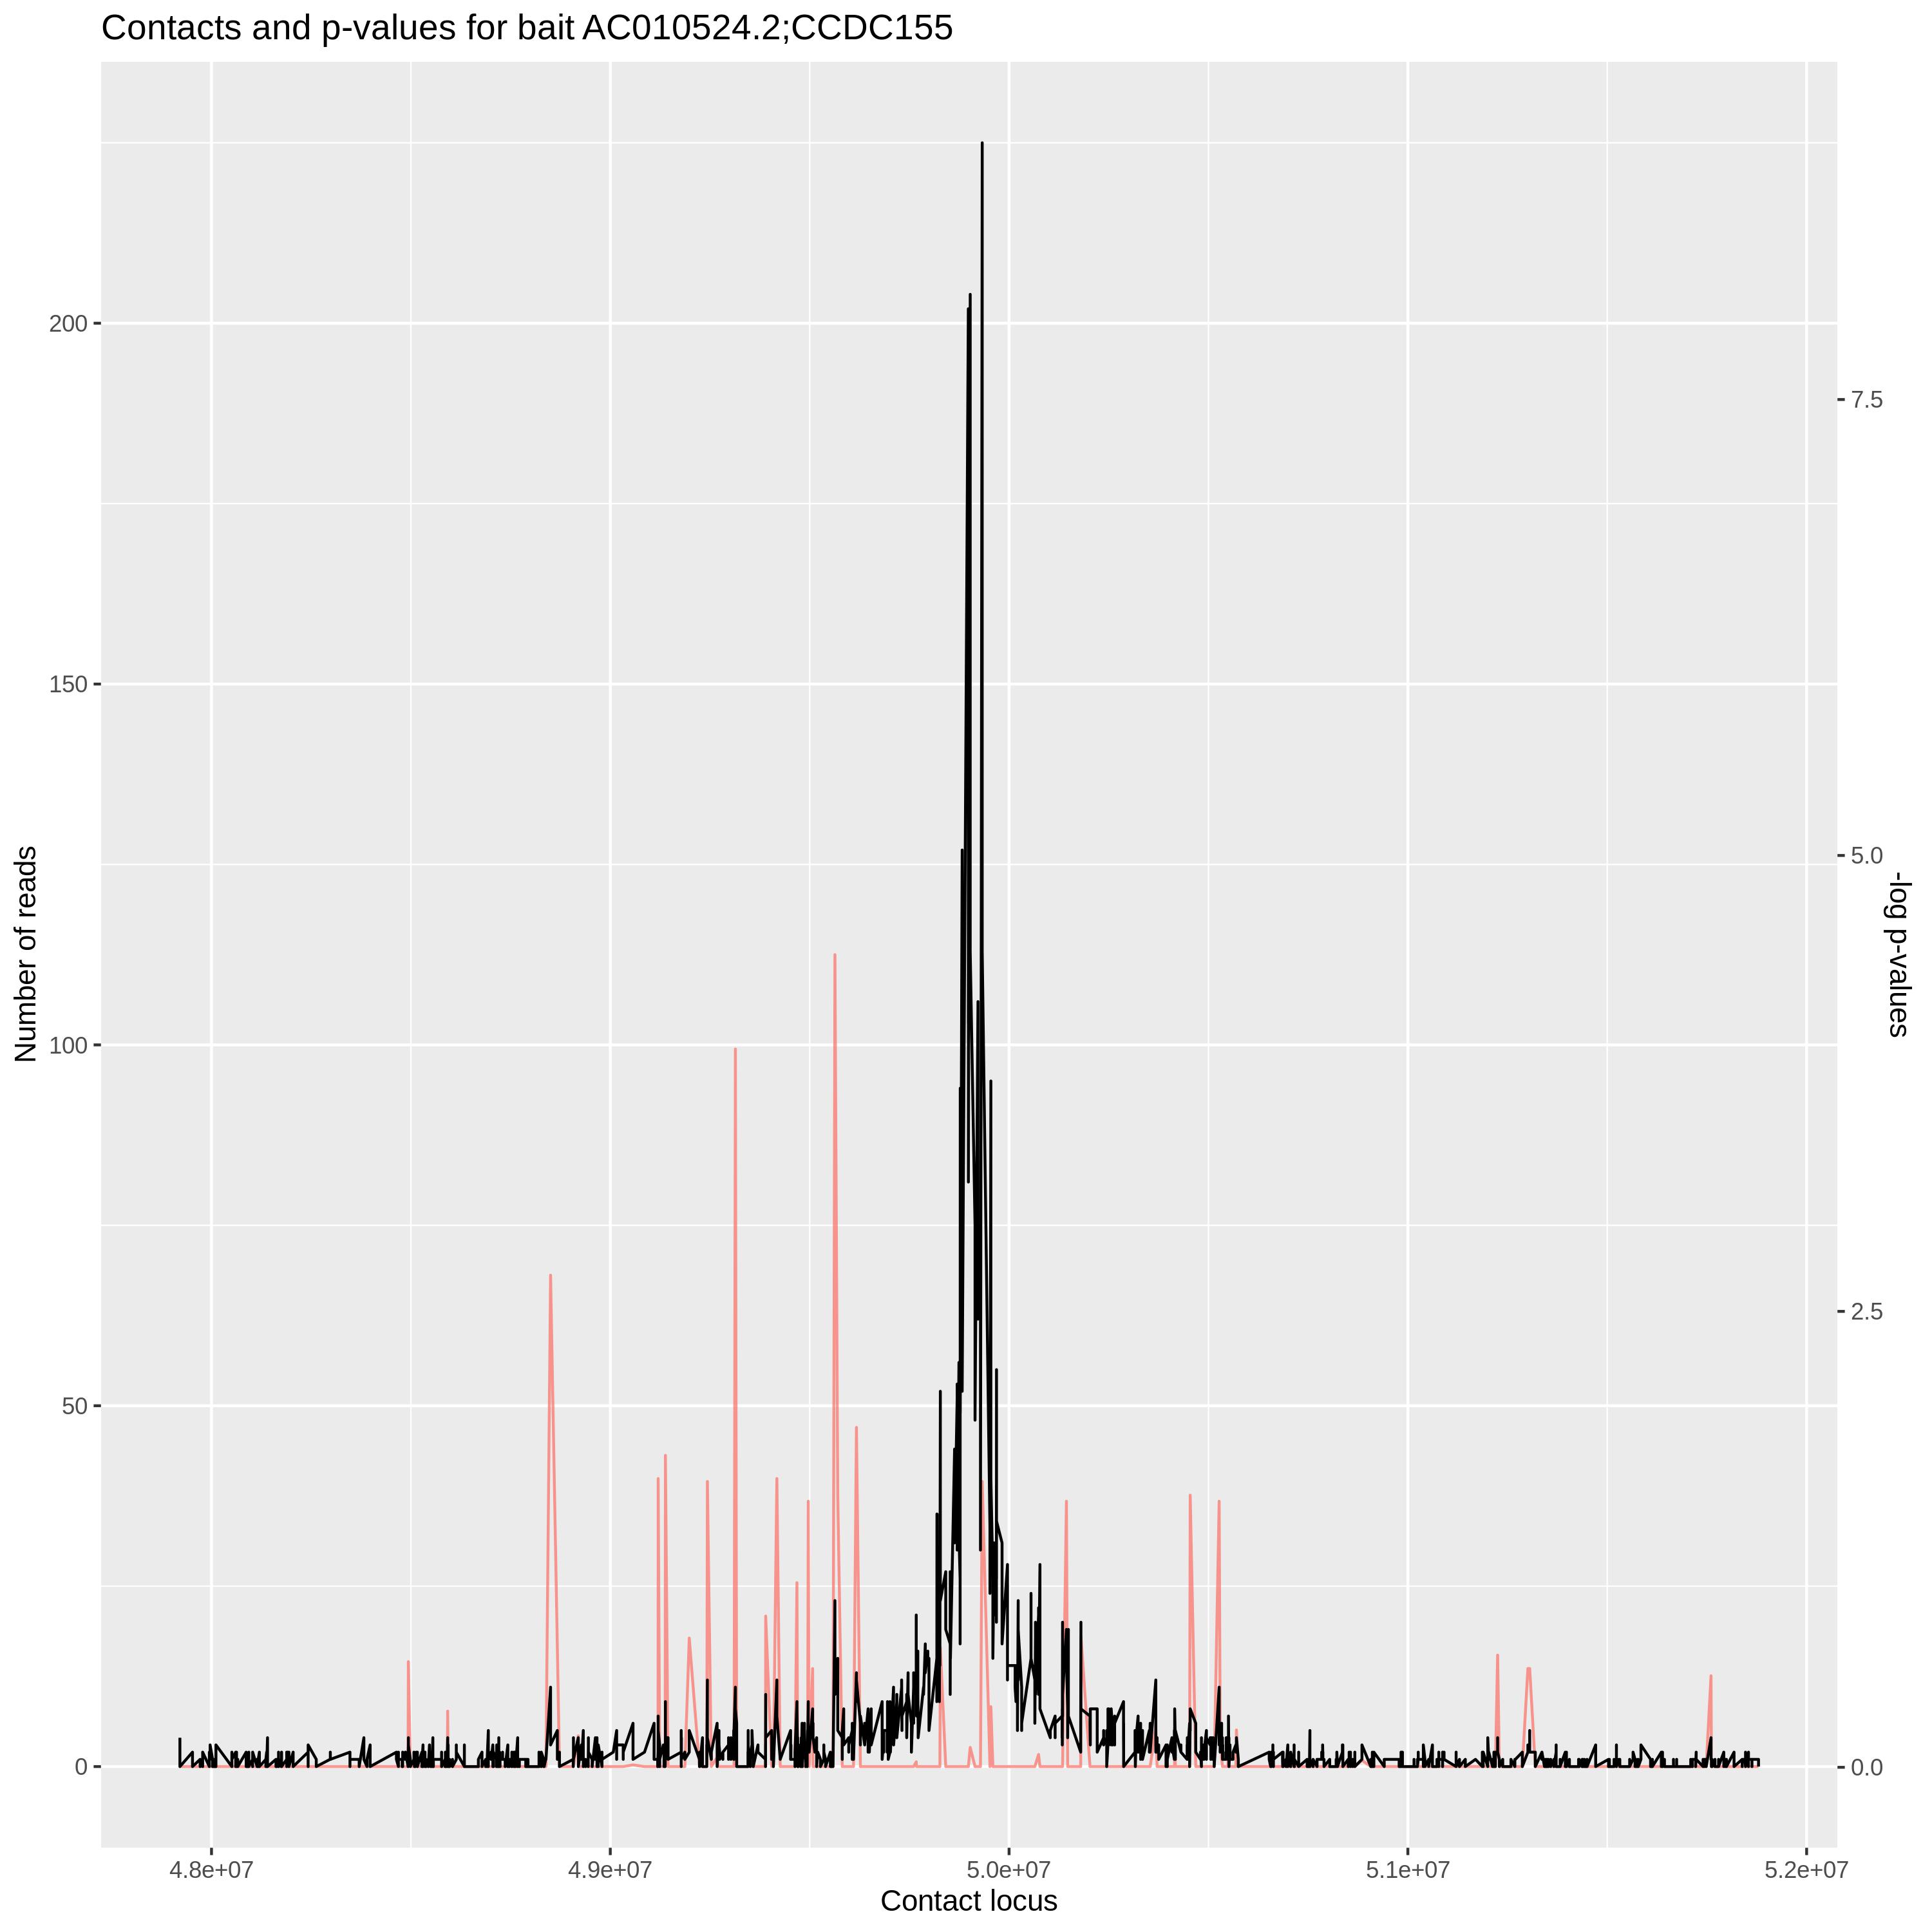 Contacts and p-values for bait AC010524.2;CCDC155
Number of reads
200
150
100
50
0
7.5
5.0
2.5
0.0
-log p-values
4.8e+07 4.9e+07 5.0e+07 5.1e+07 5.2e+07
Contact locus